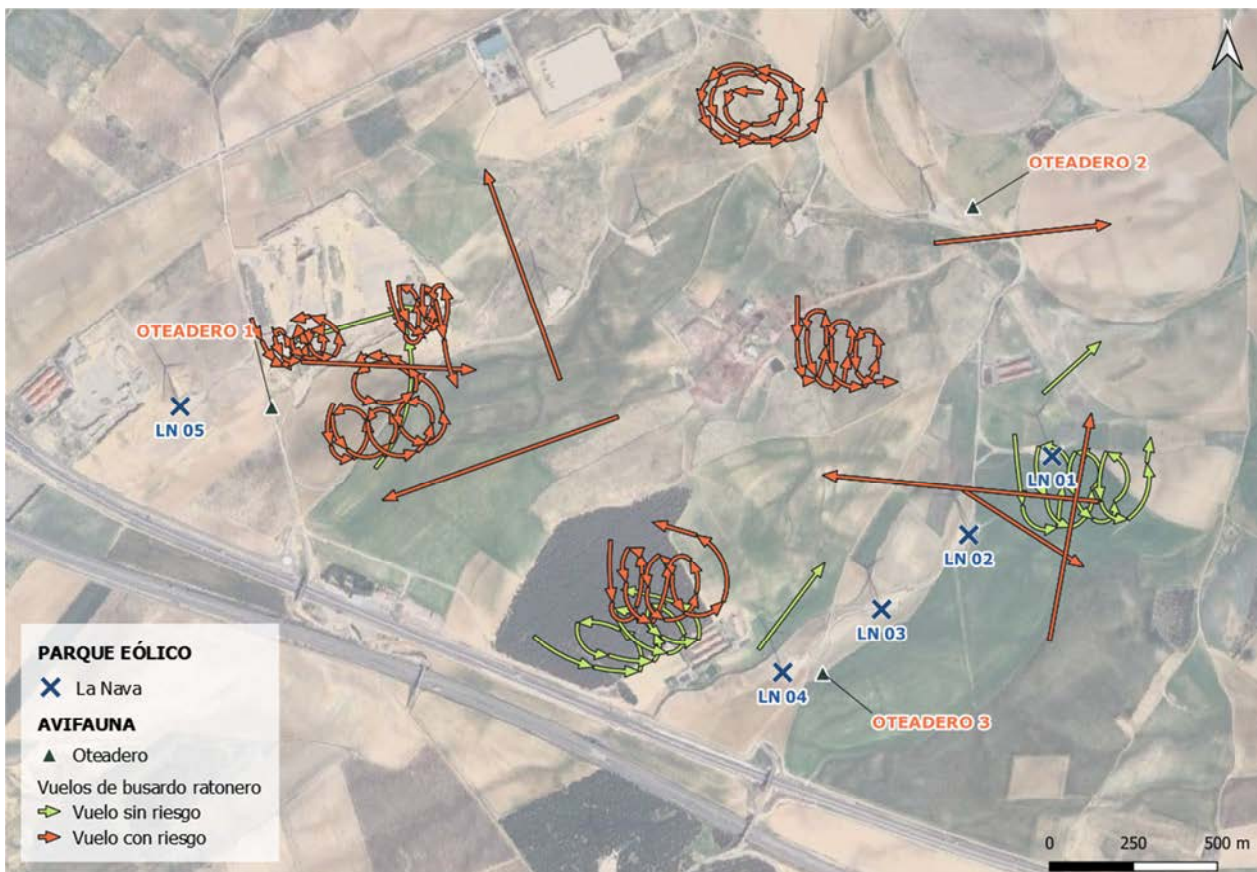 N
OTEADERO 2
OTEADERO 1
LN 05
LN 01
LN 02
LN 03
LN 04
OTEADERO 3
PARQUE EÓLICO
La Nava
AVIFAUNA
Oteadero
Vuelos de busardo ratonero
Vuelo sin riesgo
Vuelo con riesgo
0 250 500 m